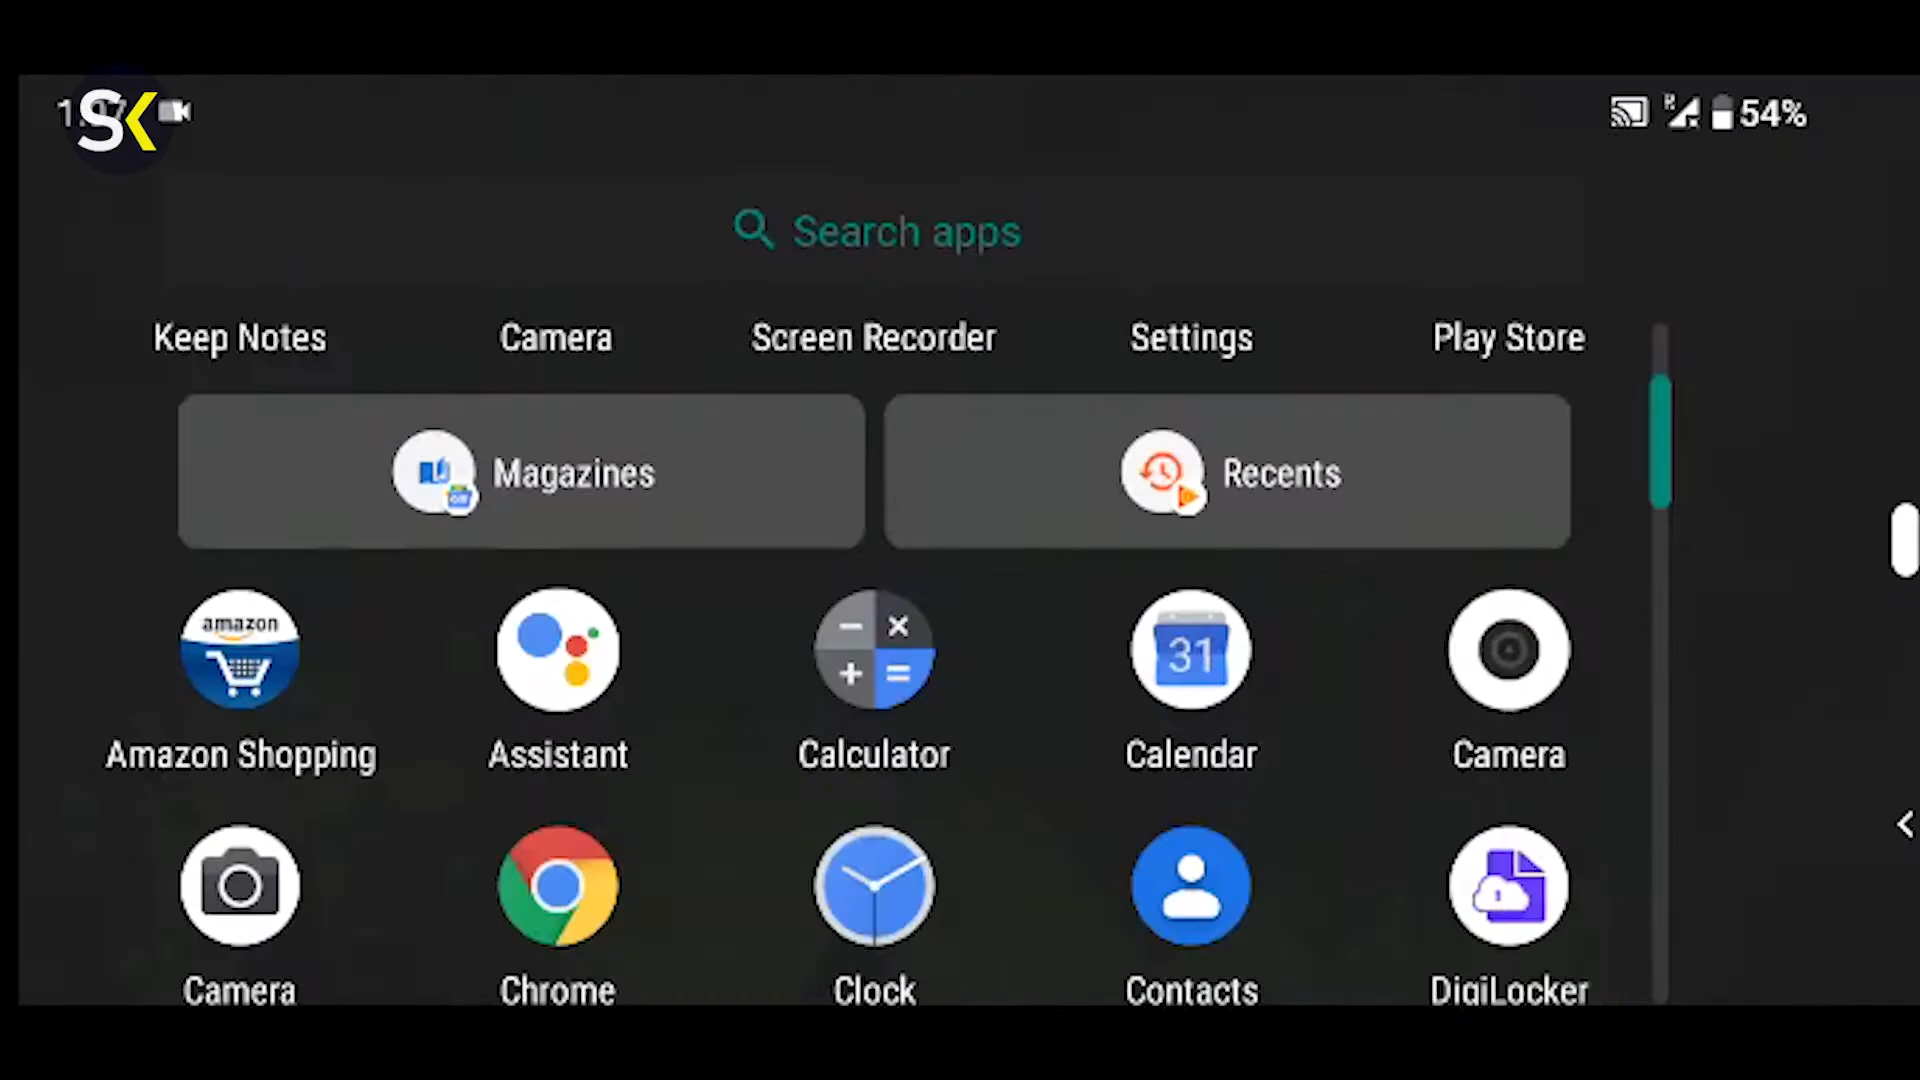 SK
54%
Search apps
Keep Notes Camera Screen Recorder Settings Play Store
Magazines Recents
amazon
31
Amazon Shopping Assistant Calculator Calendar Camera
Camera Chrome Clock Contacts DigiLocker